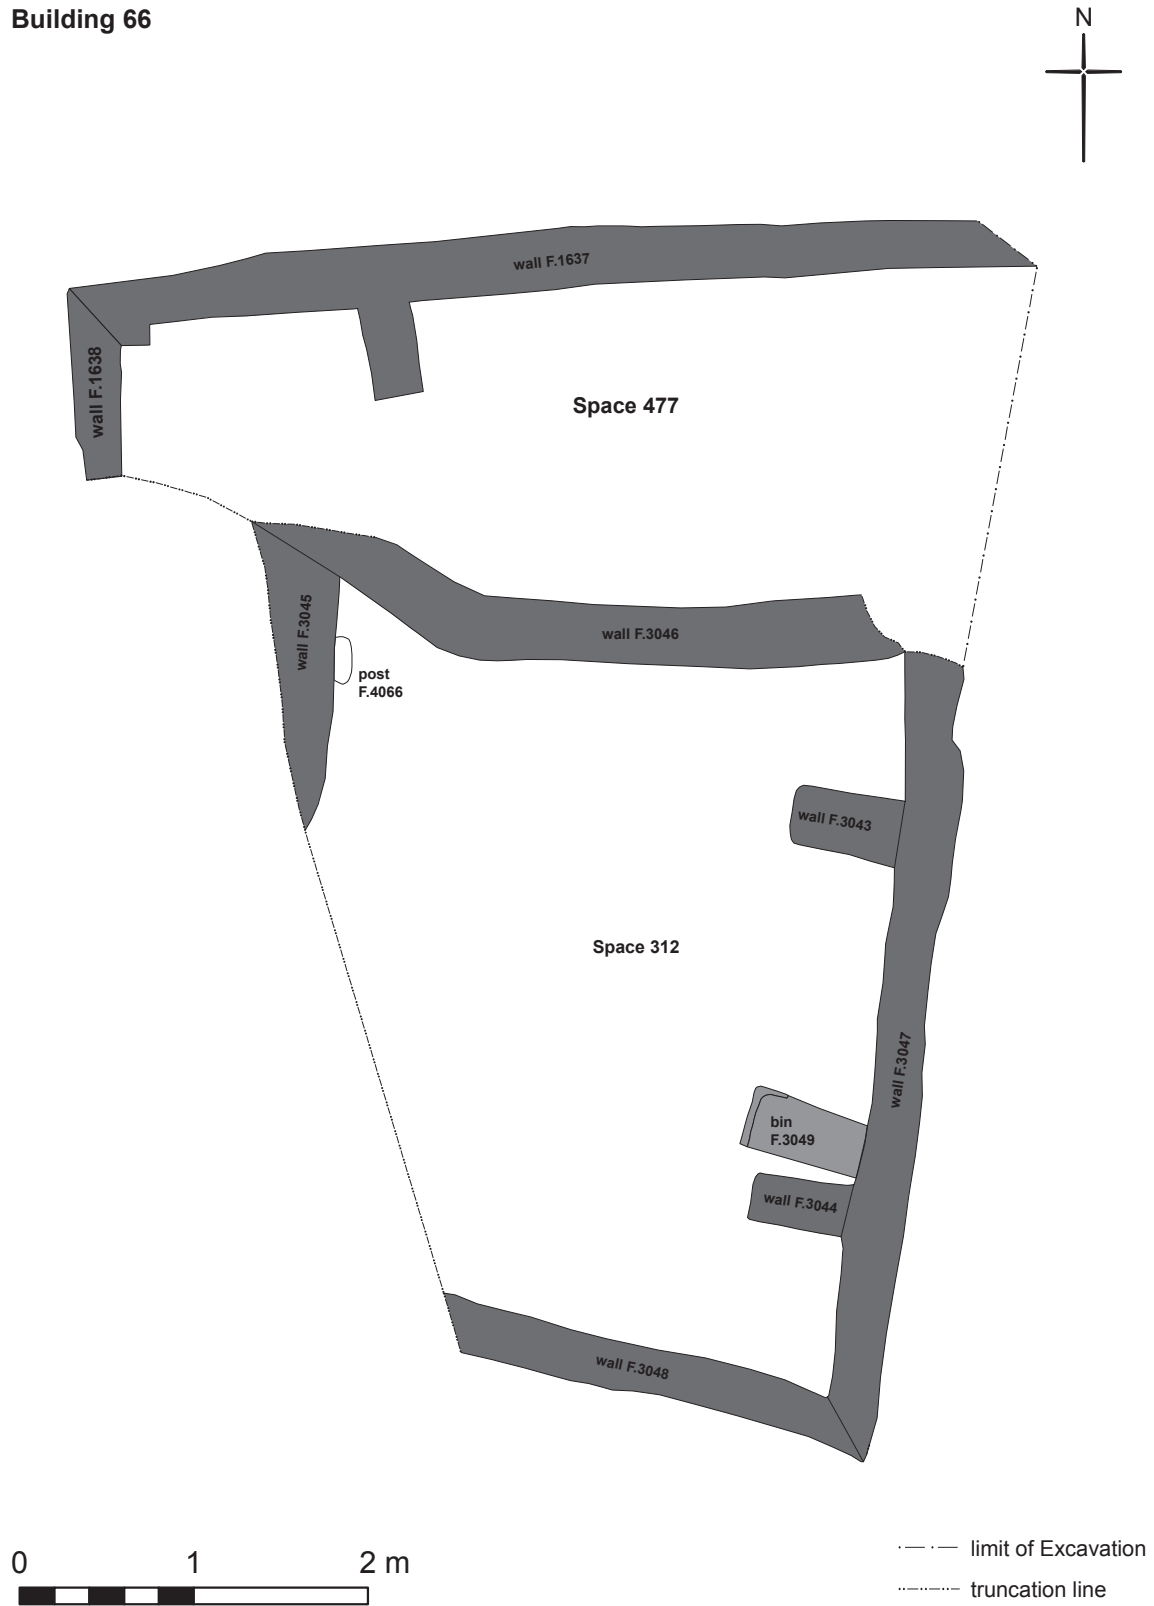 Building 66
N
wall F.1637
wall F.1638
Space 477
wall F.3045
wall F.3046
post
F.4066
wall F.3043
Space 312
wall F.3047
bin
F.3049
wall F.3044
wall F.3048
0 1 2 m
limit of Excavation
truncation line